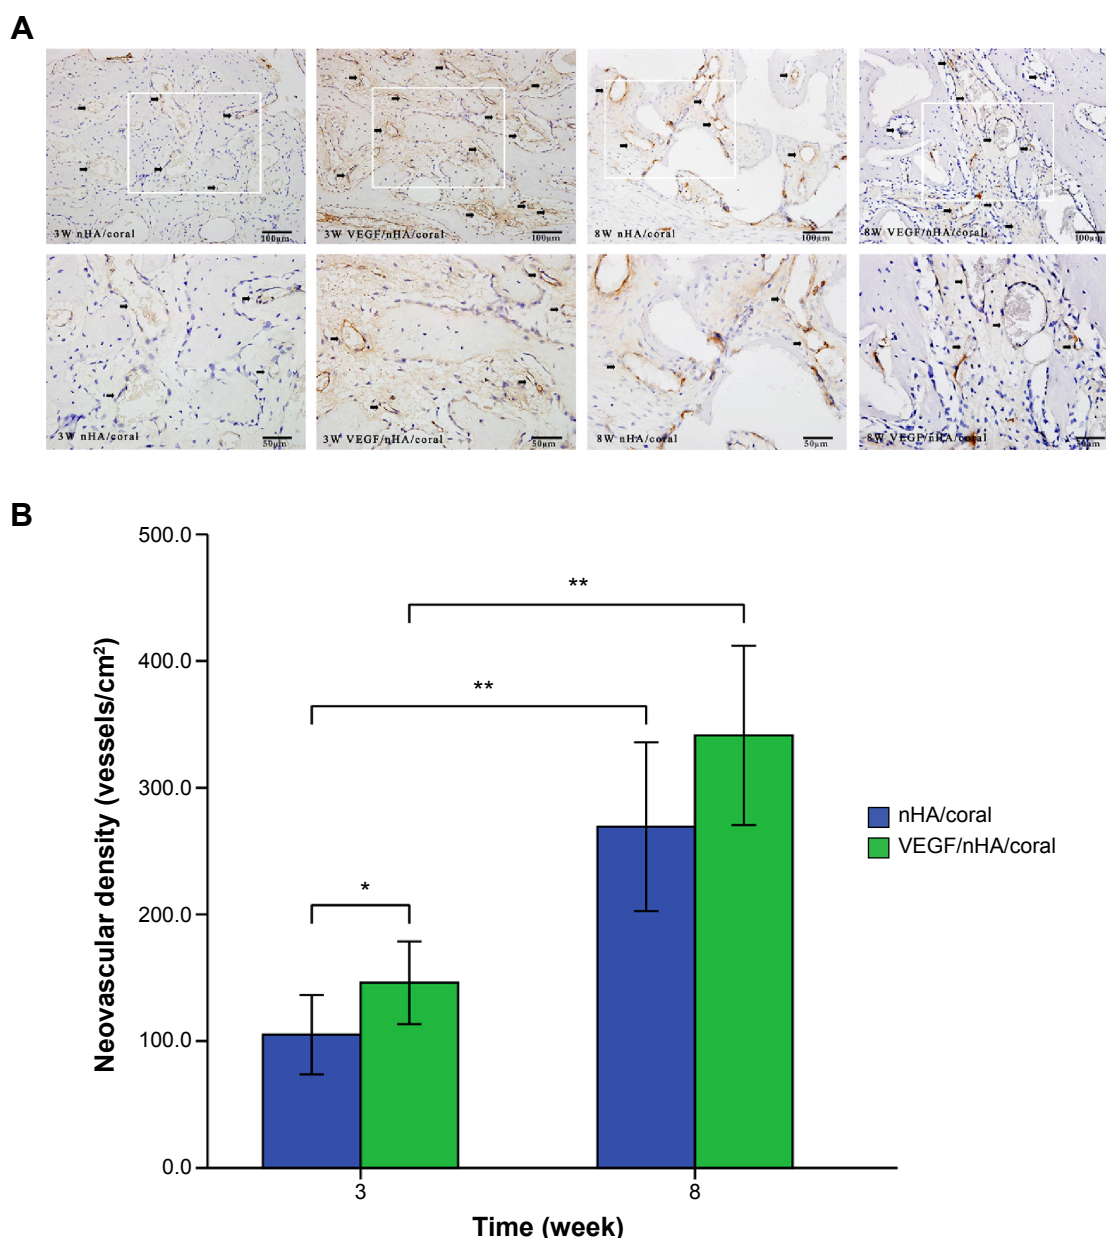 A
3W nHA/coral
100μm
3W VEGF/nHA/coral
100μm
8W nHA/coral
100μm
8W VEGF/nHA/coral
100μm
3W nHA/coral
50μm
3W VEGF/nHA/coral
50μm
8W nHA/coral
50μm
8W VEGF/nHA/coral
50μm
B
500.0
400.0
300.0
200.0
100.0
0.0
Neovascular density (vessels/cm²)
**
**
*
nHA/coral
VEGF/nHA/coral
3
8
Time (week)